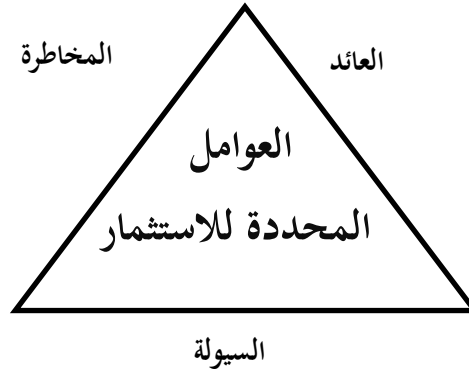 العائد
المخاطرة
العوامل
المحددة للاستثمار
السيولة